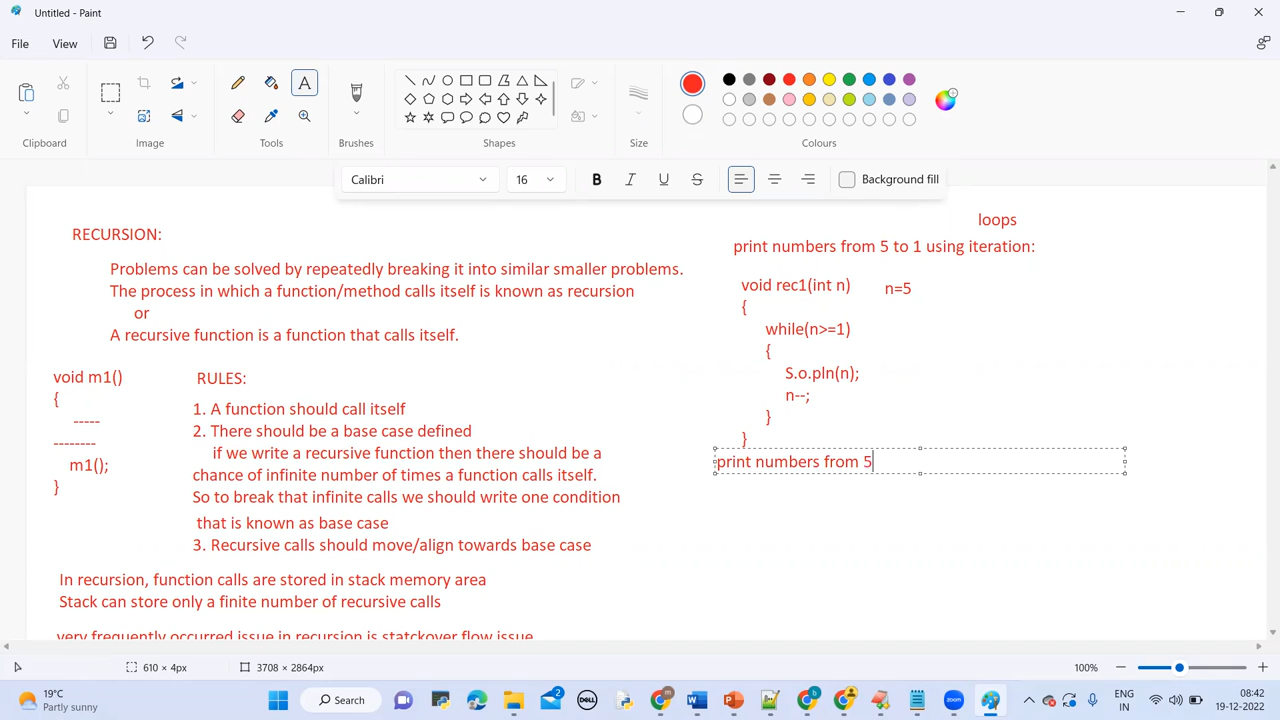 Untitled - Paint
File
View
Clipboard
Image
Tools
Brushes
Shapes
Size
Colours
Calibri
16
B
I
U
S
Background fill
RECURSION:
Problems can be solved by repeatedly breaking it into similar smaller problems.
The process in which a function/method calls itself is known as recursion
or
A recursive function is a function that calls itself.
void m1()
{
-----
--------
m1();
}
RULES:
1. A function should call itself
2. There should be a base case defined
if we write a recursive function then there should be a
chance of infinite number of times a function calls itself.
So to break that infinite calls we should write one condition
that is known as base case
3. Recursive calls should move/align towards base case
In recursion, function calls are stored in stack memory area
Stack can store only a finite number of recursive calls
very frequently occurred issue in recursion is statckover flow issue
loops
print numbers from 5 to 1 using iteration:
void rec1(int n)
n=5
{
while(n>=1)
{
S.o.pln(n);
n--;
}
}
print numbers from 5
610 × 4px
3708 × 2864px
100%
19°C
Partly sunny
Search
2
DELL
m
b
zoom
ENG
IN
08:42
19-12-2022